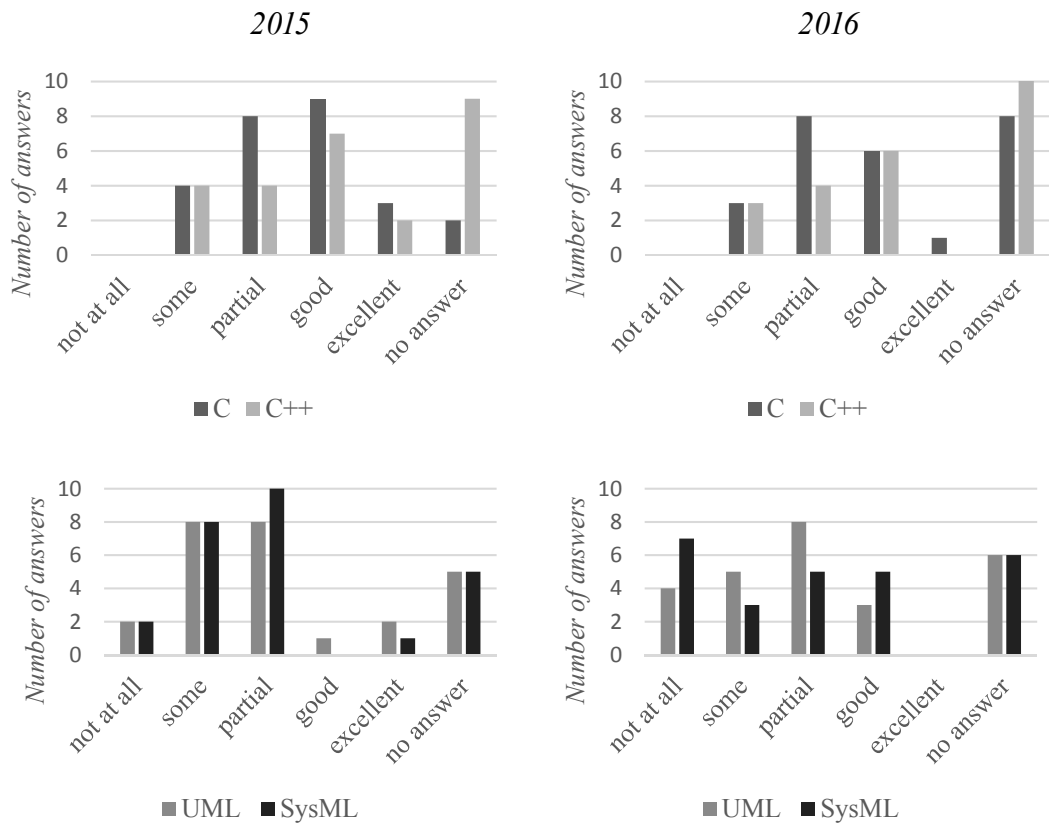 2015
2016
Number of answers
10
8
6
4
2
0
not at all
some
partial
good
excellent
no answer
C
C++
Number of answers
10
8
6
4
2
0
not at all
some
partial
good
excellent
no answer
C
C++
Number of answers
10
8
6
4
2
0
not at all
some
partial
good
excellent
no answer
UML
SysML
Number of answers
10
8
6
4
2
0
not at all
some
partial
good
excellent
no answer
UML
SysML